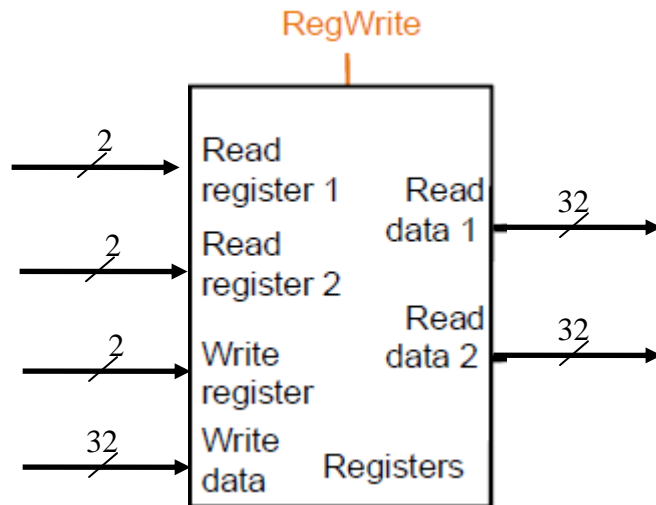 RegWrite
2
Read
register 1
2
Read
register 2
2
Write
register
32
Write
data
Read
data 1
32
Read
data 2
32
Registers